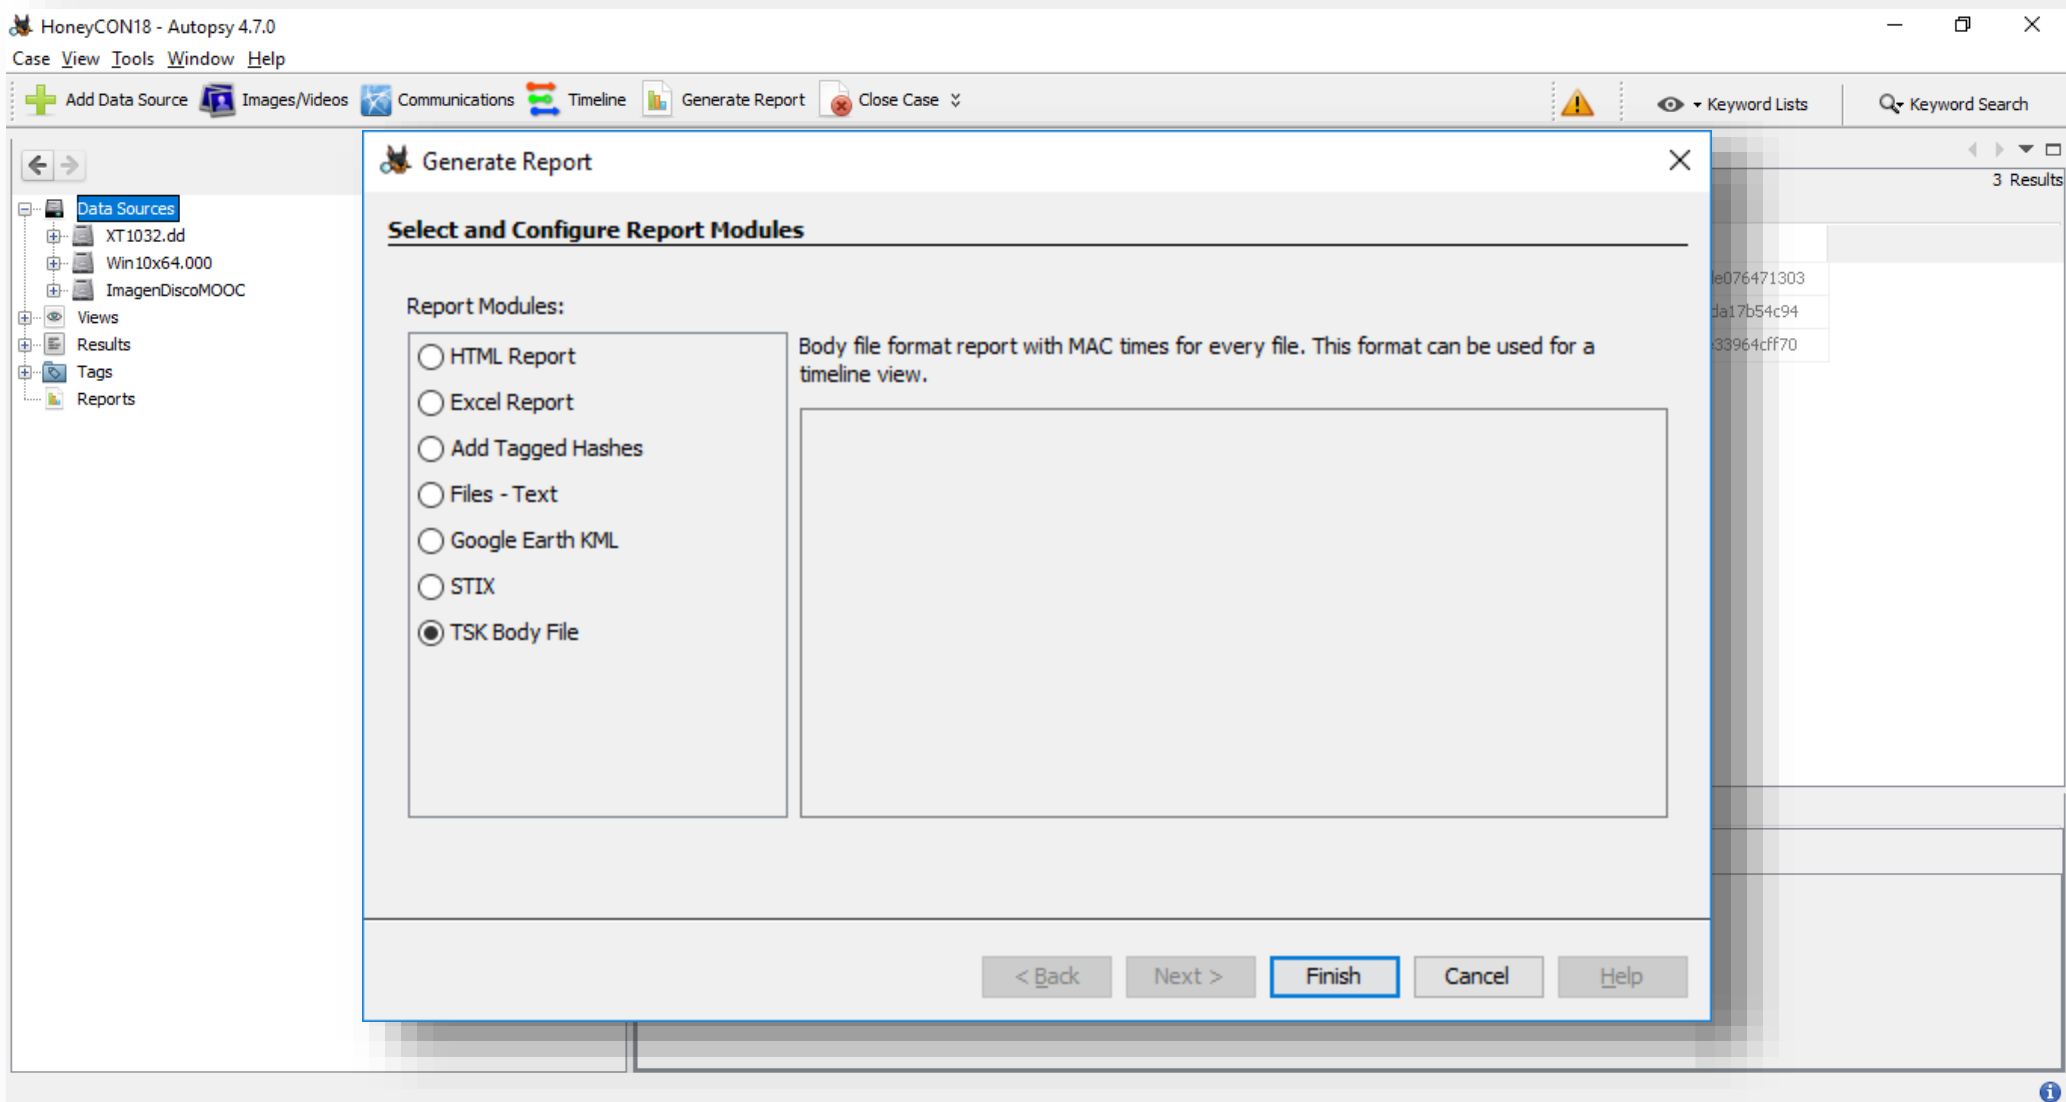 HoneyCON18 - Autopsy 4.7.0
Case View Tools Window Help
Add Data Source Images/Videos Communications Timeline Generate Report Close Case Keyword Lists Keyword Search
Generate Report
3 Results
Data Sources
XT1032.dd
Win10x64.000
ImagenDiscoMOOC
Views
Results
Tags
Reports
Select and Configure Report Modules
Report Modules:
HTML Report
Excel Report
Add Tagged Hashes
Files - Text
Google Earth KML
STIX
TSK Body File
Body file format report with MAC times for every file. This format can be used for a
timeline view.
e076471303
da17b54c94
33964cff70
< Back Next > Finish Cancel Help